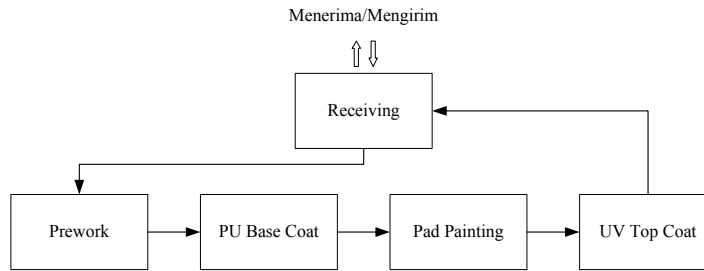 Menerima/Mengirim
Receiving
Prework
PU Base Coat
Pad Painting
UV Top Coat